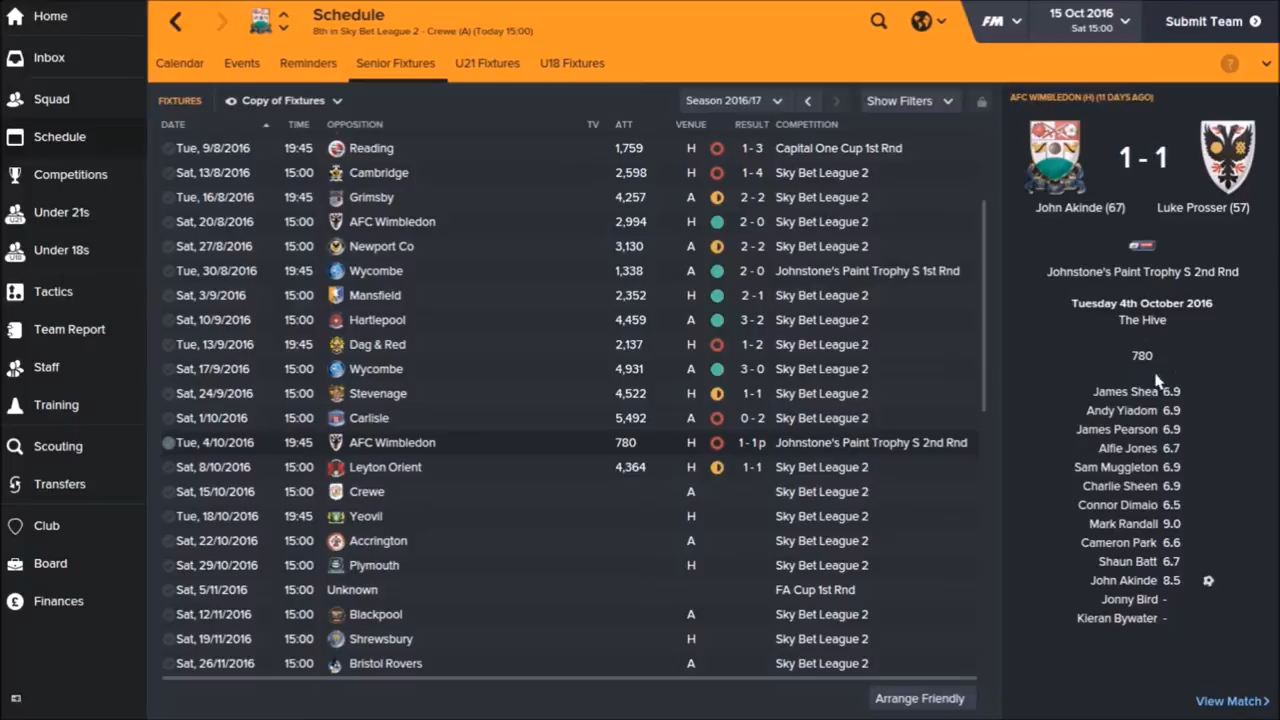 Home
Inbox
Squad
Schedule
Competitions
Under 21s
Under 18s
Tactics
Team Report
Staff
Training
Scouting
Transfers
Club
Board
Finances
Schedule
8th in Sky Bet League 2 - Crewe (A) (Today 15:00)
FM
15 Oct 2016
Sat 15:00
Submit Team
Calendar Events Reminders Senior Fixtures U21 Fixtures U18 Fixtures
?
FIXTURES Copy of Fixtures Season 2016/17 Show Filters
DATE TIME OPPOSITION TV ATT VENUE RESULT COMPETITION
Tue, 9/8/2016 19:45 Reading 1,759 H 1 - 3 Capital One Cup 1st Rnd
Sat, 13/8/2016 15:00 Cambridge 2,598 H 1 - 4 Sky Bet League 2
Tue, 16/8/2016 19:45 Grimsby 4,257 A 2 - 2 Sky Bet League 2
Sat, 20/8/2016 15:00 AFC Wimbledon 2,994 H 2 - 0 Sky Bet League 2
Sat, 27/8/2016 15:00 Newport Co 3,130 A 2 - 2 Sky Bet League 2
Tue, 30/8/2016 19:45 Wycombe 1,338 A 2 - 0 Johnstone's Paint Trophy S 1st Rnd
Sat, 3/9/2016 15:00 Mansfield 2,352 H 2 - 1 Sky Bet League 2
Sat, 10/9/2016 15:00 Hartlepool 4,459 A 3 - 2 Sky Bet League 2
Tue, 13/9/2016 19:45 Dag & Red 2,137 H 1 - 2 Sky Bet League 2
Sat, 17/9/2016 15:00 Wycombe 4,931 A 3 - 0 Sky Bet League 2
Sat, 24/9/2016 15:00 Stevenage 4,522 H 1 - 1 Sky Bet League 2
Sat, 1/10/2016 15:00 Carlisle 5,492 A 0 - 2 Sky Bet League 2
Tue, 4/10/2016 19:45 AFC Wimbledon 780 H 1 - 1 p Johnstone's Paint Trophy S 2nd Rnd
Sat, 8/10/2016 15:00 Leyton Orient 4,364 H 1 - 1 Sky Bet League 2
Sat, 15/10/2016 15:00 Crewe A Sky Bet League 2
Tue, 18/10/2016 19:45 Yeovil H Sky Bet League 2
Sat, 22/10/2016 15:00 Accrington A Sky Bet League 2
Sat, 29/10/2016 15:00 Plymouth H Sky Bet League 2
Sat, 5/11/2016 15:00 Unknown FA Cup 1st Rnd
Sat, 12/11/2016 15:00 Blackpool A Sky Bet League 2
Sat, 19/11/2016 15:00 Shrewsbury H Sky Bet League 2
Sat, 26/11/2016 15:00 Bristol Rovers A Sky Bet League 2
Arrange Friendly
AFC WIMBLEDON (H) (11 DAYS AGO)
1 - 1
John Akinde (67) Luke Prosser (57)
Johnstone's Paint Trophy S 2nd Rnd
Tuesday 4th October 2016
The Hive
780
James Shea 6.9
Andy Yiadom 6.9
James Pearson 6.9
Alfie Jones 6.7
Sam Muggleton 6.9
Charlie Sheen 6.9
Connor Dimaio 6.5
Mark Randall 9.0
Cameron Park 6.6
Shaun Batt 6.7
John Akinde 8.5
Jonny Bird -
Kieran Bywater -
View Match